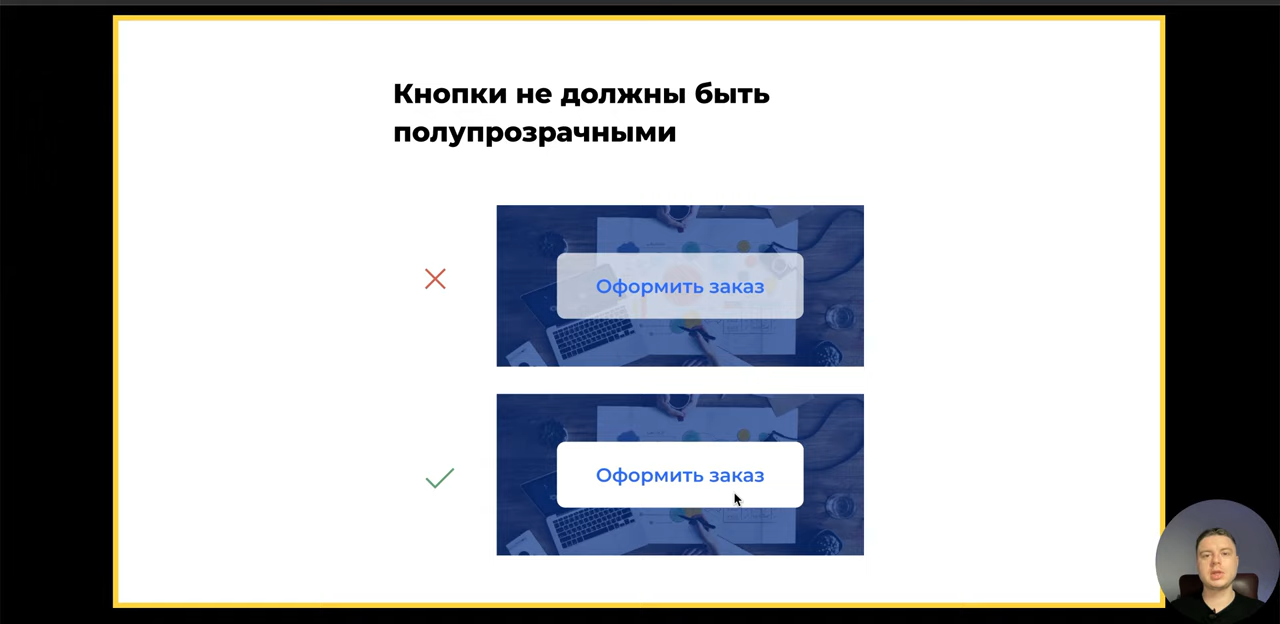 Кнопки не должны быть
полупрозрачными
Оформить заказ
Оформить заказ